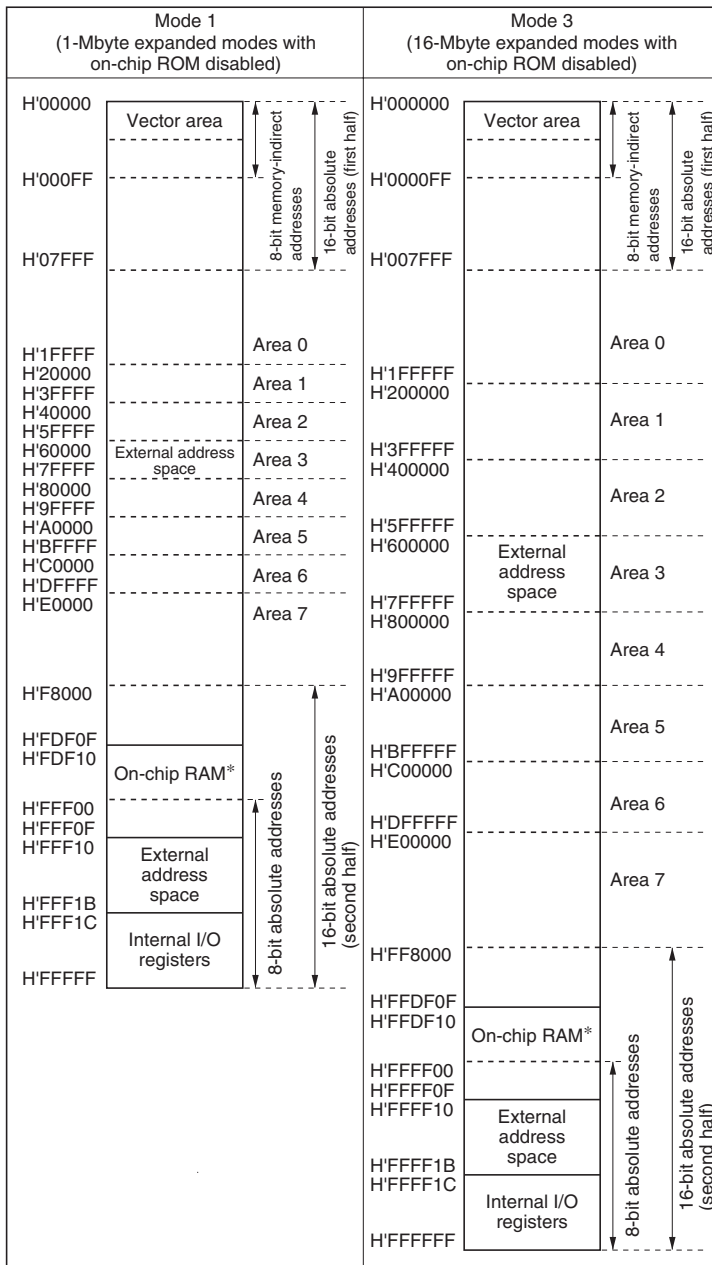 Mode 1
(1-Mbyte expanded modes with
on-chip ROM disabled)
H'00000
Vector area
H'000FF
H'07FFF
8-bit memory-indirect
addresses
16-bit absolute
addresses (first half)
H'1FFFF
Area 0
H'20000
H'3FFFF
Area 1
H'40000
H'5FFFF
Area 2
H'60000
H'7FFFF
External address
space
Area 3
H'80000
H'9FFFF
Area 4
H'A0000
H'BFFFF
Area 5
H'C0000
H'DFFFF
Area 6
H'E0000
Area 7
H'F8000
H'FDF0F
H'FDF10
On-chip RAM*
H'FFF00
H'FFF0F
H'FFF10
External
address
space
H'FFF1B
H'FFF1C
Internal I/O
registers
H'FFFFF
8-bit absolute addresses
16-bit absolute addresses
(second half)
Mode 3
(16-Mbyte expanded modes with
on-chip ROM disabled)
H'000000
Vector area
H'0000FF
H'007FFF
8-bit memory-indirect
addresses
16-bit absolute
addresses (first half)
Area 0
H'1FFFFF
H'200000
Area 1
H'3FFFFF
H'400000
Area 2
H'5FFFFF
H'600000
External
address
space
Area 3
H'7FFFFF
H'800000
Area 4
H'9FFFFF
H'A00000
Area 5
H'BFFFFF
H'C00000
Area 6
H'DFFFFF
H'E00000
Area 7
H'FF8000
H'FFDF0F
H'FFDF10
On-chip RAM*
H'FFFF00
H'FFFF0F
H'FFFF10
External
address
space
H'FFFF1B
H'FFFF1C
Internal I/O
registers
H'FFFFFF
8-bit absolute addresses
16-bit absolute addresses
(second half)